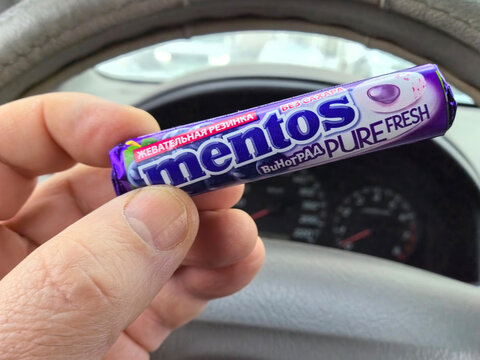 ЖЕВАТЕЛЬНАЯ РЕЗИНКА БЕЗ САХАРА
mentos
ВиНоГРАД PURE FRESH